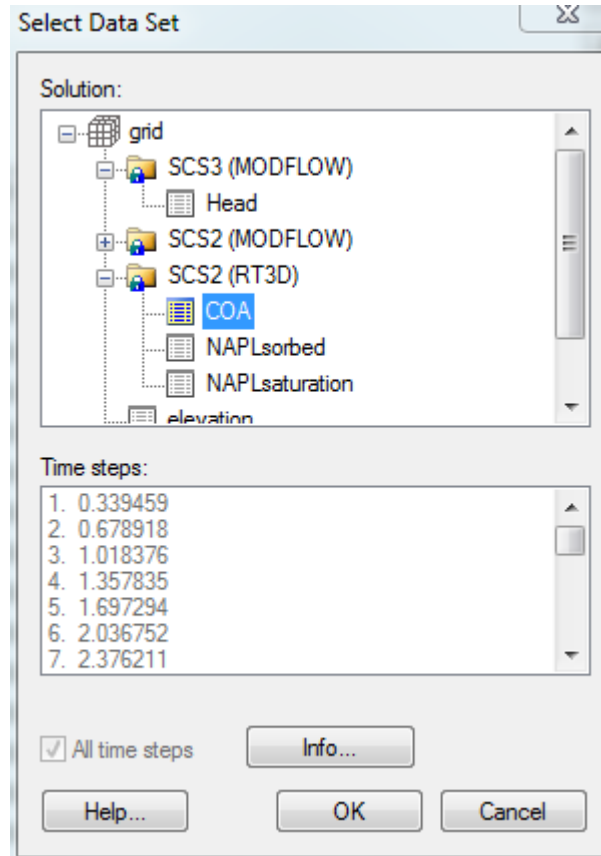 Select Data Set
Solution:
grid
SCS3 (MODFLOW)
Head
SCS2 (MODFLOW)
SCS2 (RT3D)
COA
NAPLsorbed
NAPLsaturation
elevation
Time steps:
1. 0.339459
2. 0.678918
3. 1.018376
4. 1.357835
5. 1.697294
6. 2.036752
7. 2.376211
All time steps Info...
Help... OK Cancel